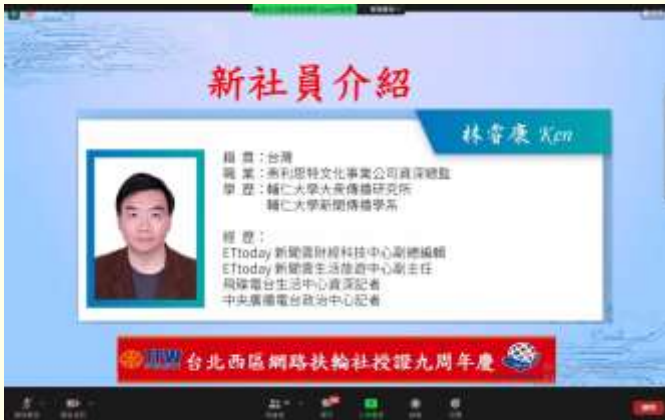 新社員介紹
林睿康 Ken
籍 貫：台灣
職 業：弗利思特文化事業公司資深總監
學 歷：輔仁大學大眾傳播研究所
輔仁大學新聞傳播學系
經 歷：
ETtoday 新聞雲財經科技中心副總編輯
ETtoday 新聞雲生活旅遊中心副主任
飛碟電台生活中心資深記者
中央廣播電台政治中心記者
台北西區網路扶輪社授證九周年慶